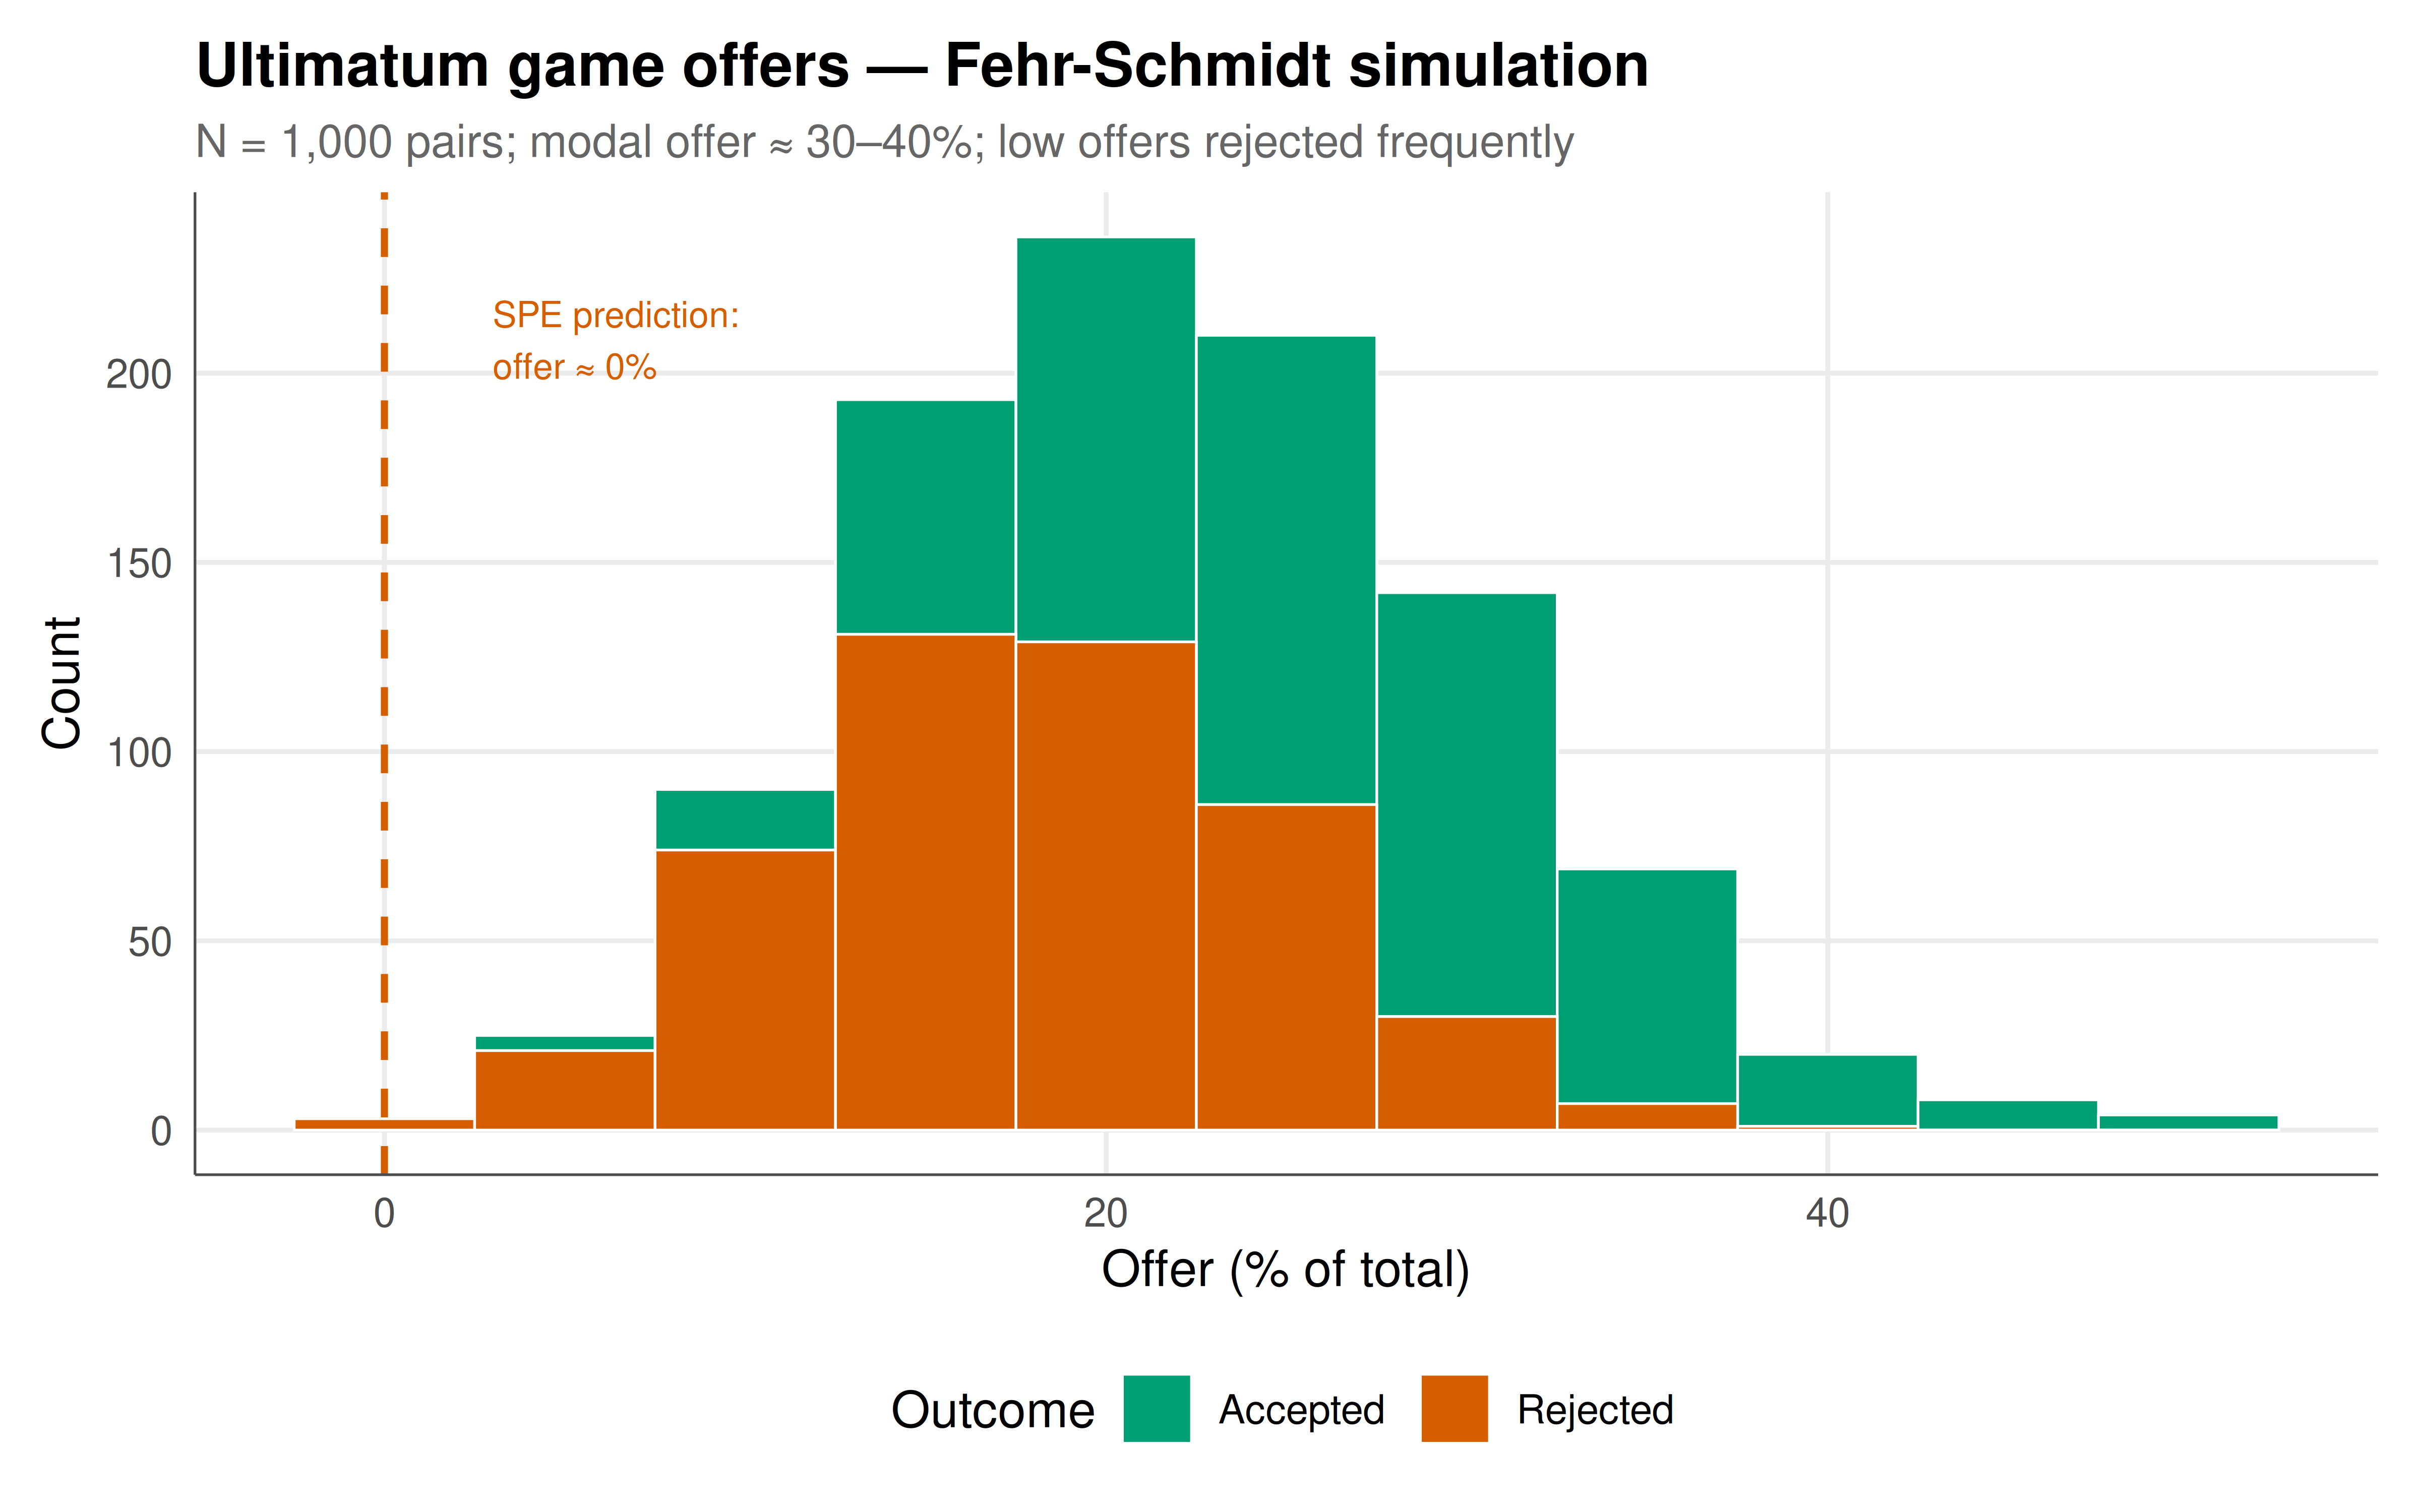 Ultimatum game offers — Fehr-Schmidt simulation
N = 1,000 pairs; modal offer ≈ 30–40%; low offers rejected frequently
SPE prediction:
offer ≈ 0%
200
150
100
50
0
Count
0 20 40
Offer (% of total)
Outcome Accepted Rejected